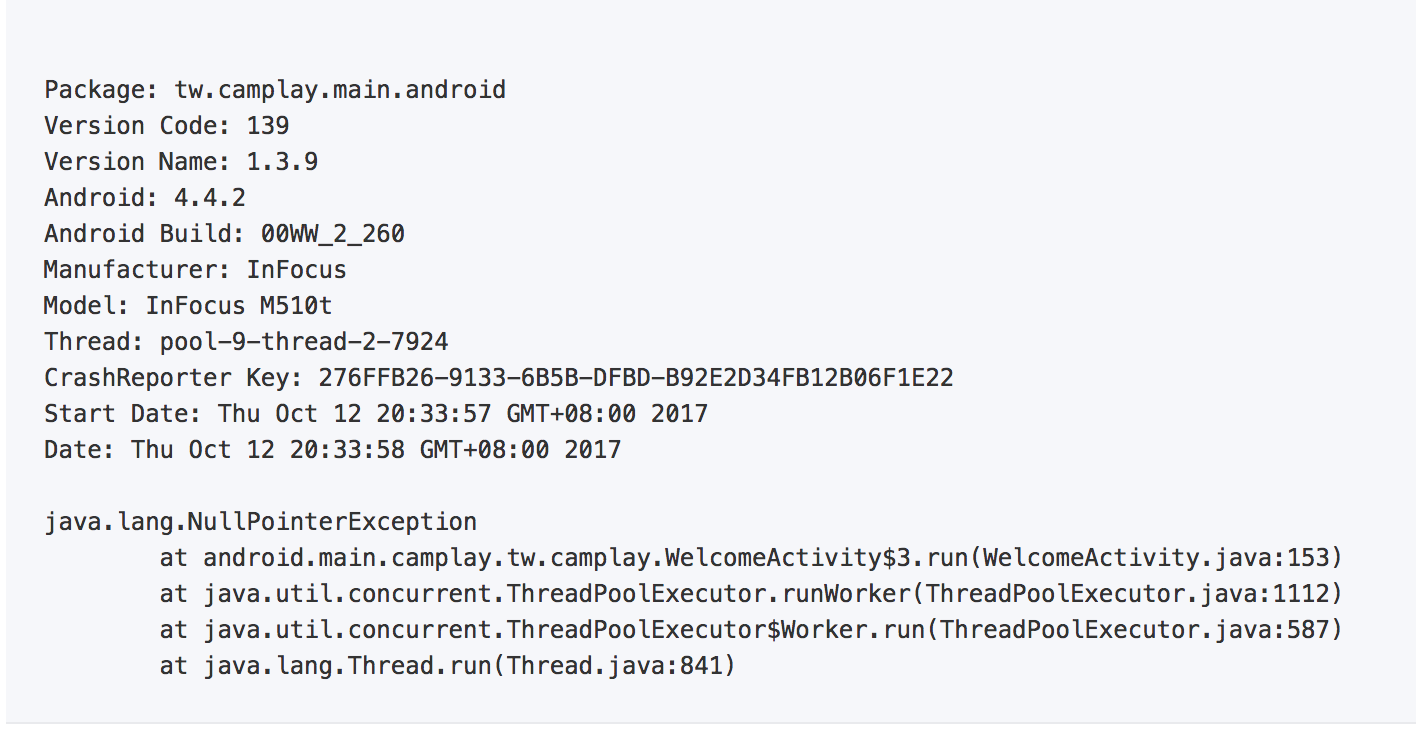 Package: tw.camplay.main.android
Version Code: 139
Version Name: 1.3.9
Android: 4.4.2
Android Build: 00WW_2_260
Manufacturer: InFocus
Model: InFocus M510t
Thread: pool-9-thread-2-7924
CrashReporter Key: 276FFB26-9133-6B5B-DFBD-B92E2D34FB12B06F1E22
Start Date: Thu Oct 12 20:33:57 GMT+08:00 2017
Date: Thu Oct 12 20:33:58 GMT+08:00 2017
java.lang.NullPointerException
at android.main.camplay.tw.camplay.WelcomeActivity$3.run(WelcomeActivity.java:153)
at java.util.concurrent.ThreadPoolExecutor.runWorker(ThreadPoolExecutor.java:1112)
at java.util.concurrent.ThreadPoolExecutor$Worker.run(ThreadPoolExecutor.java:587)
at java.lang.Thread.run(Thread.java:841)